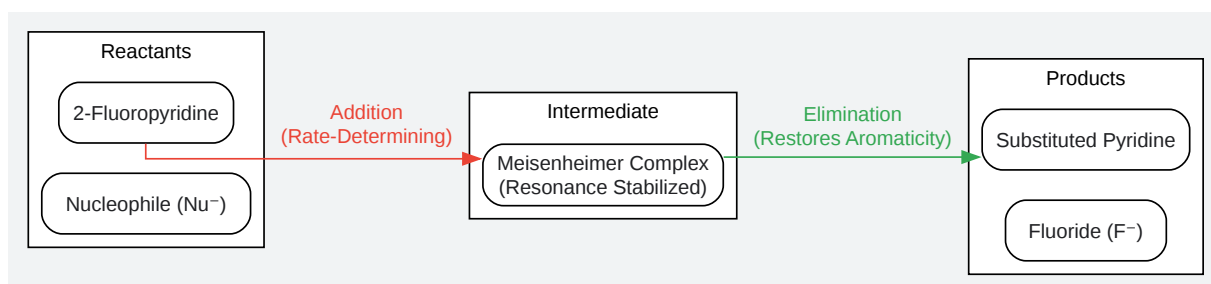 Reactants
2-Fluoropyridine
Nucleophile (Nu⁻)
Addition
(Rate-Determining)
Intermediate
Meisenheimer Complex
(Resonance Stabilized)
Elimination
(Restores Aromaticity)
Products
Substituted Pyridine
Fluoride (F⁻)